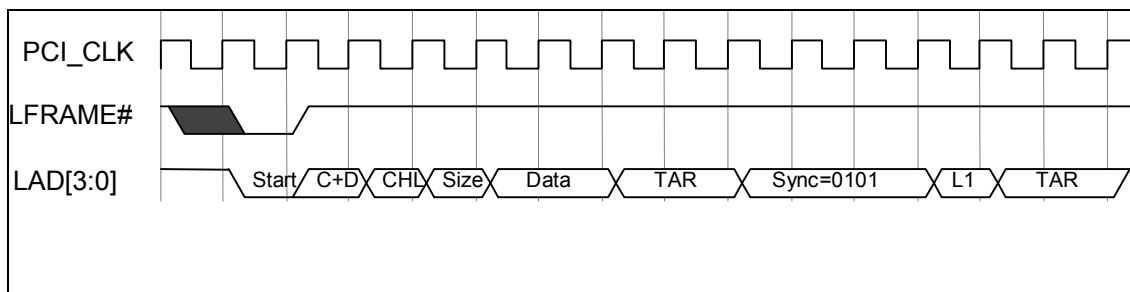 PCI_CLK
LFRAME#
LAD[3:0] Start C+D CHL Size Data TAR Sync=0101 L1 TAR